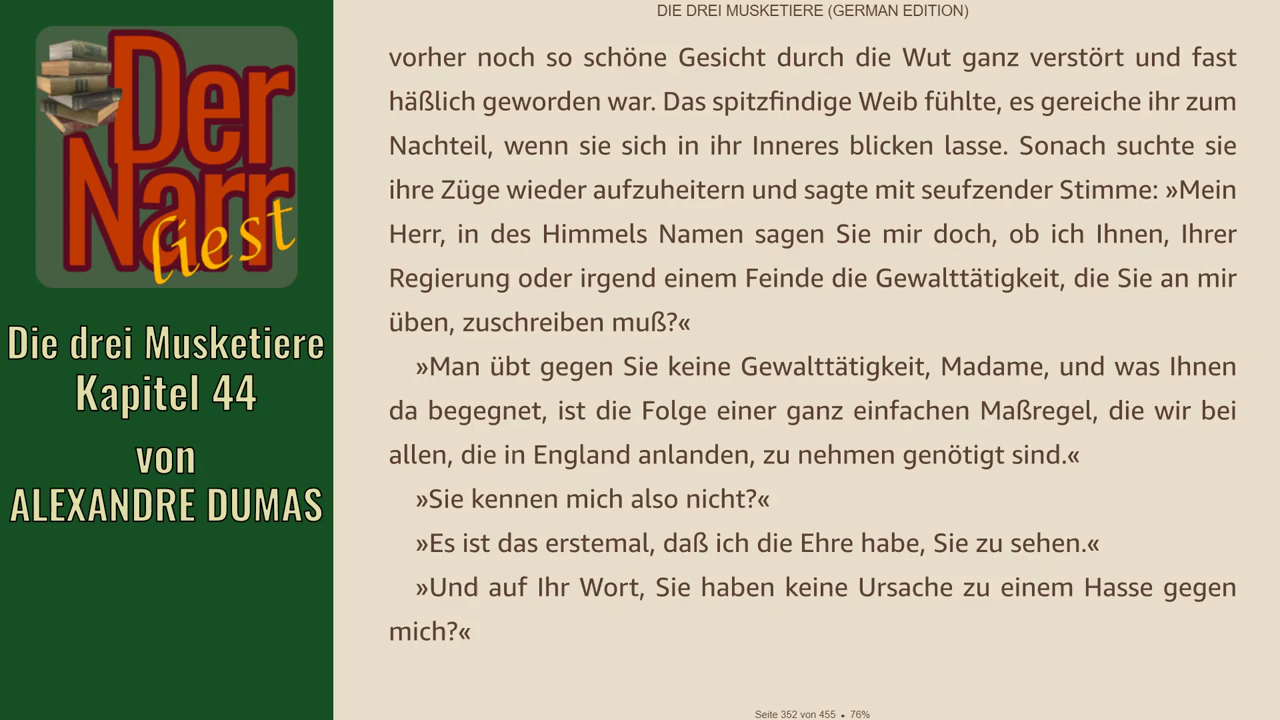 Der
Narr
liest
Die drei Musketiere
Kapitel 44
von
ALEXANDRE DUMAS
DIE DREI MUSKETIERE (GERMAN EDITION)
vorher noch so schöne Gesicht durch die Wut ganz verstört und fast
häßlich geworden war. Das spitzfindige Weib fühlte, es gereiche ihr zum
Nachteil, wenn sie sich in ihr Inneres blicken lasse. Sonach suchte sie
ihre Züge wieder aufzuheitern und sagte mit seufzender Stimme: »Mein
Herr, in des Himmels Namen sagen Sie mir doch, ob ich Ihnen, Ihrer
Regierung oder irgend einem Feinde die Gewalttätigkeit, die Sie an mir
üben, zuschreiben muß?«
»Man übt gegen Sie keine Gewalttätigkeit, Madame, und was Ihnen
da begegnet, ist die Folge einer ganz einfachen Maßregel, die wir bei
allen, die in England anlanden, zu nehmen genötigt sind.«
»Sie kennen mich also nicht?«
»Es ist das erstemal, daß ich die Ehre habe, Sie zu sehen.«
»Und auf Ihr Wort, Sie haben keine Ursache zu einem Hasse gegen
mich?«
Seite 352 von 455 • 76%